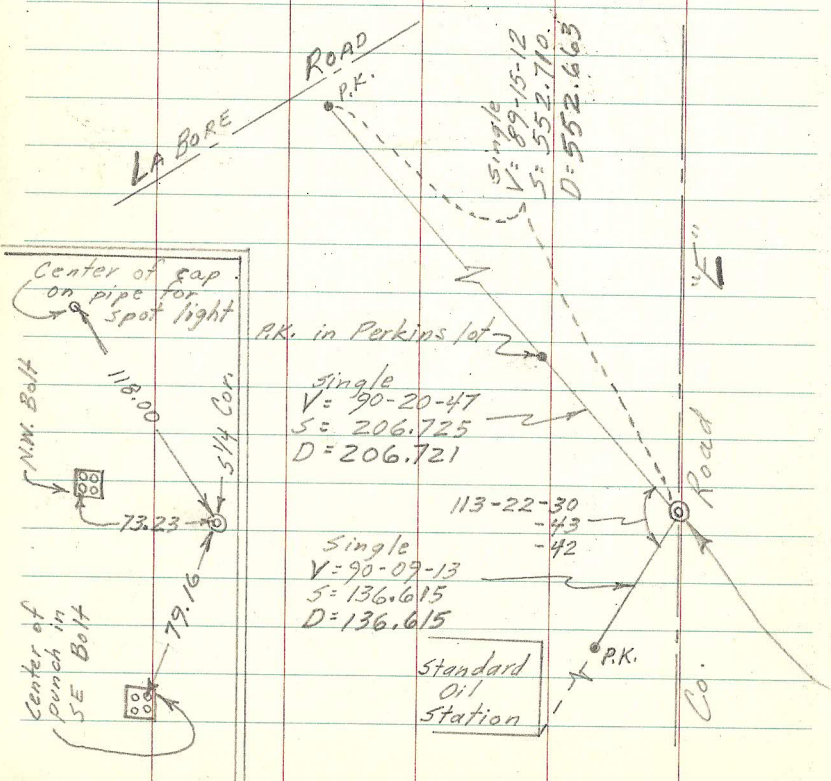 LA BORE ROAD
P.K.
Single
V= 89-15-12
S= 552.710
D= 552.663
"E"
Center of cap
on pipe for
spot light
118.00
N.W. Bolt
S 1/4 Cor.
73.23
79.16
Center of
punch in
SE Bolt
P.K. in Perkins lot
Single
V= 90-20-47
S= 206.725
D= 206.721
113-22-30
-43
-42
Single
V= 90-09-13
S= 136.615
D= 136.615
P.K.
Standard
Oil
Station
Co. Road